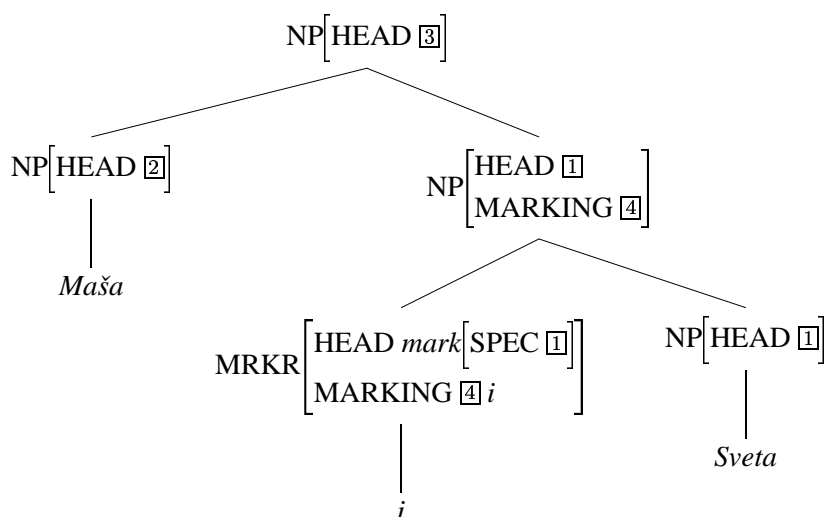 NP[HEAD 3]
NP[HEAD 2]
NP[HEAD 1
MARKING 4]
Maša
MRKR[HEAD mark[SPEC 1]
MARKING 4 i]
NP[HEAD 1]
i
Sveta